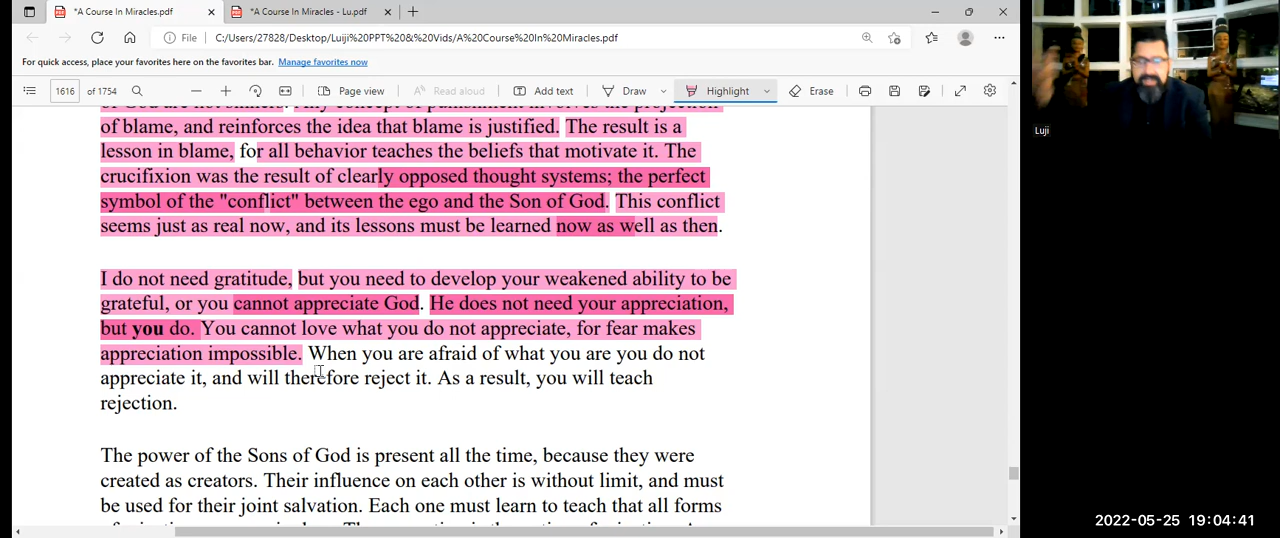 *A Course In Miracles.pdf
*A Course In Miracles - Lu.pdf
File
C:/Users/27828/Desktop/Luiji%20PPT%20&%20Vids/A%20Course%20In%20Miracles.pdf
For quick access, place your favorites here on the favorites bar. Manage favorites now
1616 of 1754
Page view
Read aloud
Add text
Draw
Highlight
Erase
of God are not sinners. Any concept of punishment involves the projection
of blame, and reinforces the idea that blame is justified. The result is a
lesson in blame, for all behavior teaches the beliefs that motivate it. The
crucifixion was the result of clearly opposed thought systems; the perfect
symbol of the "conflict" between the ego and the Son of God. This conflict
seems just as real now, and its lessons must be learned now as well as then.
I do not need gratitude, but you need to develop your weakened ability to be
grateful, or you cannot appreciate God. He does not need your appreciation,
but you do. You cannot love what you do not appreciate, for fear makes
appreciation impossible. When you are afraid of what you are you do not
appreciate it, and will therefore reject it. As a result, you will teach
rejection.
The power of the Sons of God is present all the time, because they were
created as creators. Their influence on each other is without limit, and must
be used for their joint salvation. Each one must learn to teach that all forms
Luji
2022-05-25 19:04:41